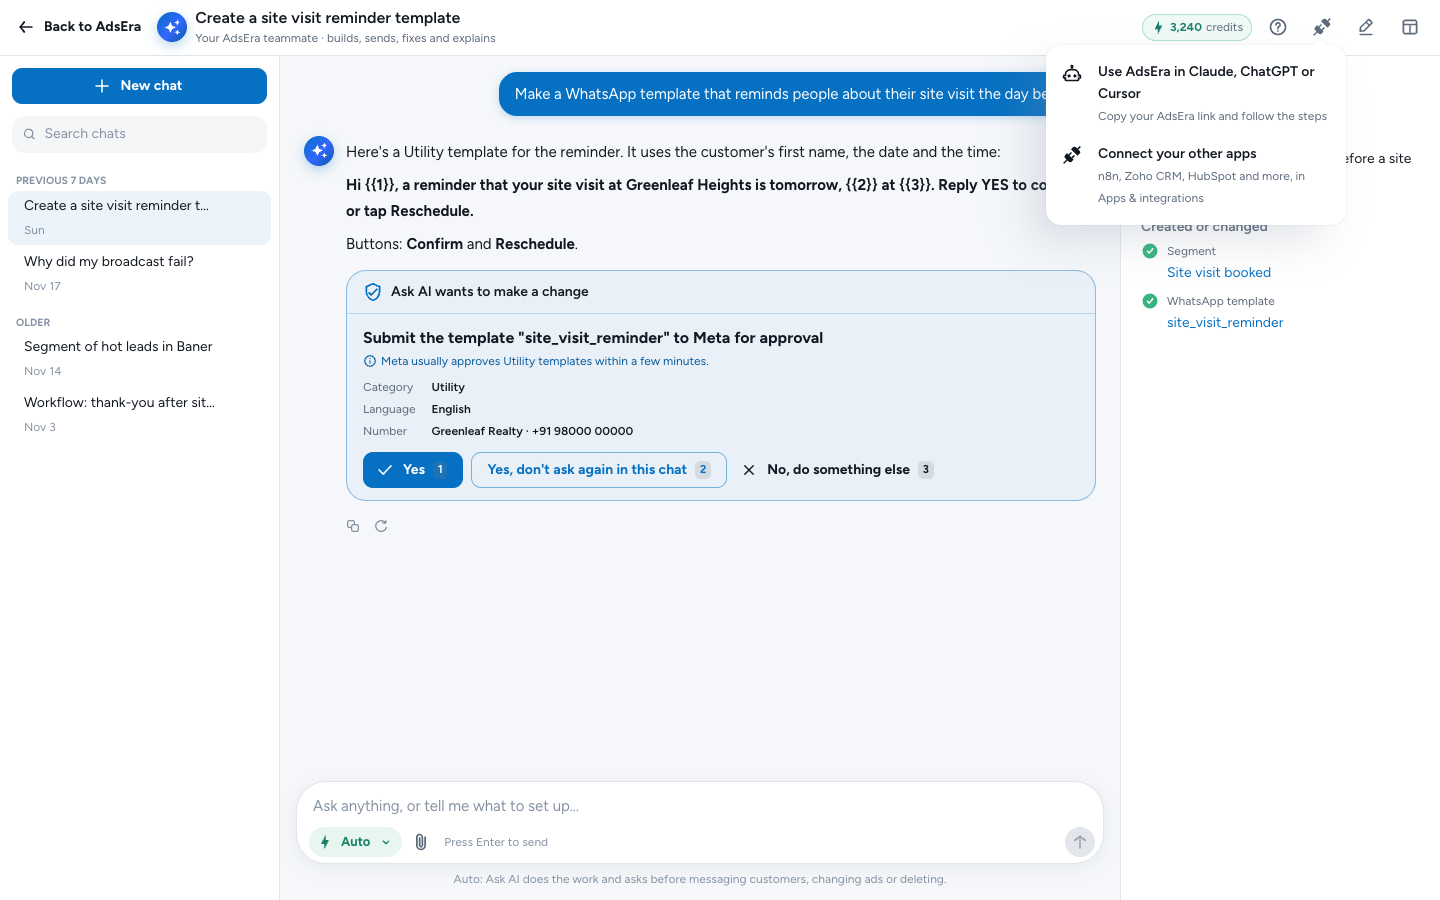 Back to AdsEra
Create a site visit reminder template
Your AdsEra teammate · builds, sends, fixes and explains
3,240 credits
New chat
Search chats
PREVIOUS 7 DAYS
Create a site visit reminder t...
Sun
Why did my broadcast fail?
Nov 17
OLDER
Segment of hot leads in Baner
Nov 14
Workflow: thank-you after sit...
Nov 3
Make a WhatsApp template that reminds people about their site visit the day
Here's a Utility template for the reminder. It uses the customer's first name, the date and the time:
Hi {{1}}, a reminder that your site visit at Greenleaf Heights is tomorrow, {{2}} at {{3}}. Reply YES to
or tap Reschedule.
Buttons: Confirm and Reschedule.
Ask AI wants to make a change
Submit the template "site_visit_reminder" to Meta for approval
Meta usually approves Utility templates within a few minutes.
Category Utility
Language English
Number Greenleaf Realty · +91 98000 00000
Yes 1
Yes, don't ask again in this chat 2
No, do something else 3
Ask anything, or tell me what to set up...
Auto
Press Enter to send
Auto: Ask AI does the work and asks before messaging customers, changing ads or deleting.
Use AdsEra in Claude, ChatGPT or
Cursor
Copy your AdsEra link and follow the steps
Connect your other apps
n8n, Zoho CRM, HubSpot and more, in
Apps & integrations
a site
Created or changed
Segment
Site visit booked
WhatsApp template
site_visit_reminder